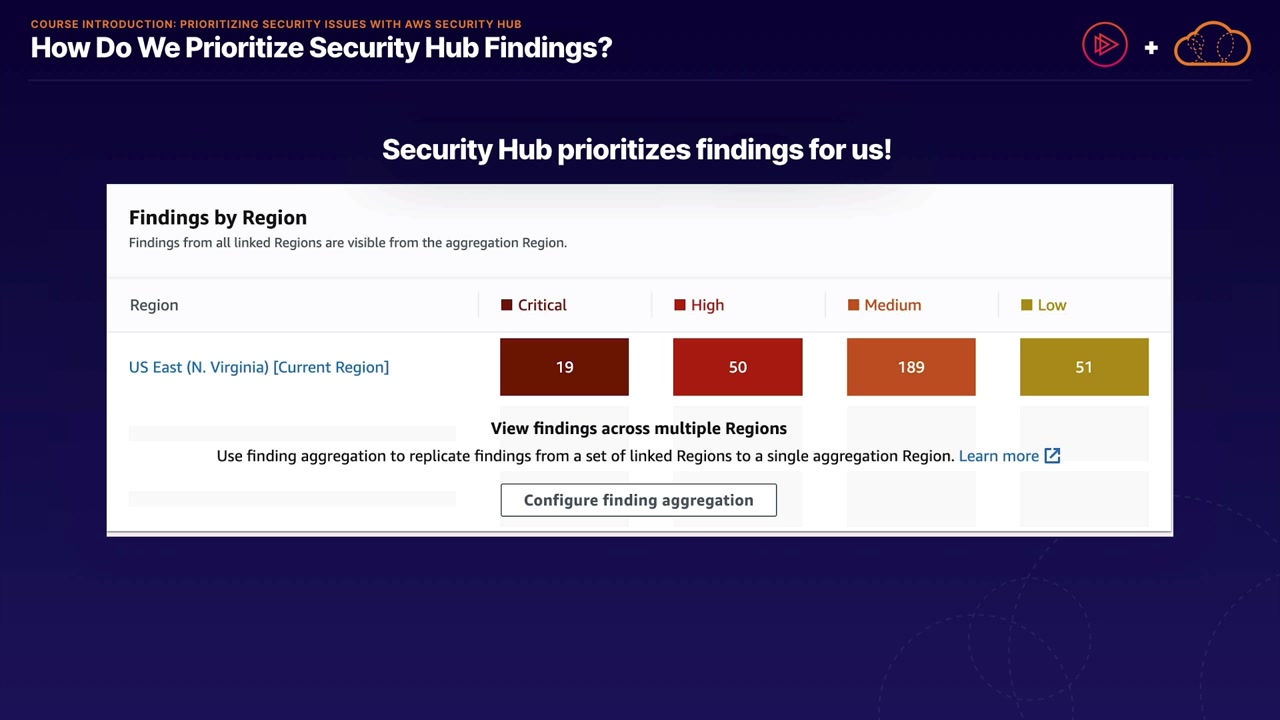 COURSE INTRODUCTION: PRIORITIZING SECURITY ISSUES WITH AWS SECURITY HUB
How Do We Prioritize Security Hub Findings?
+
Security Hub prioritizes findings for us!
Findings by Region
Findings from all linked Regions are visible from the aggregation Region.
Region Critical High Medium Low
US East (N. Virginia) [Current Region] 19 50 189 51
View findings across multiple Regions
Use finding aggregation to replicate findings from a set of linked Regions to a single aggregation Region. Learn more
Configure finding aggregation